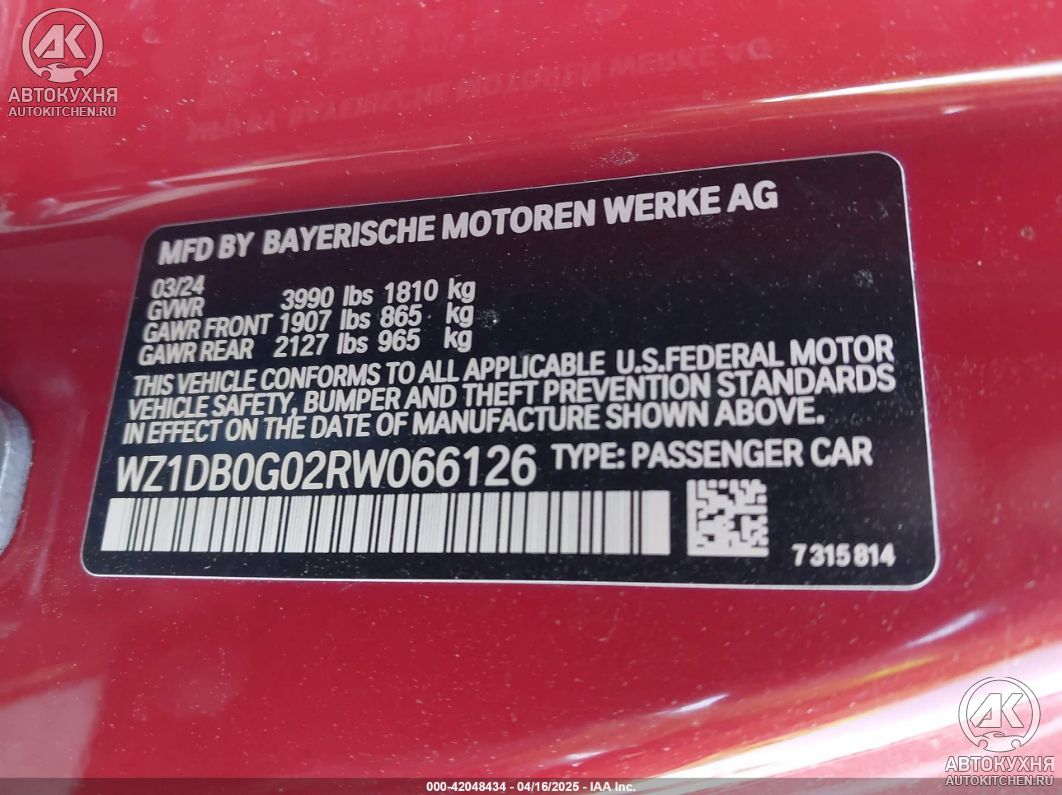 АК
АВТОКУХНЯ
AUTOKITCHEN.RU
MFD BY BAYERISCHE MOTOREN WERKE AG
03/24
GVWR 3990 lbs 1810 kg
GAWR FRONT 1907 lbs 865 kg
GAWR REAR 2127 lbs 965 kg
THIS VEHICLE CONFORMS TO ALL APPLICABLE U.S.FEDERAL MOTOR
VEHICLE SAFETY, BUMPER AND THEFT PREVENTION STANDARDS
IN EFFECT ON THE DATE OF MANUFACTURE SHOWN ABOVE.
WZ1DB0G02RW066126 TYPE: PASSENGER CAR
7315814
АК
АВТОКУХНЯ
AUTOKITCHEN.RU
000-42048434 - 04/16/2025 - IAA Inc.